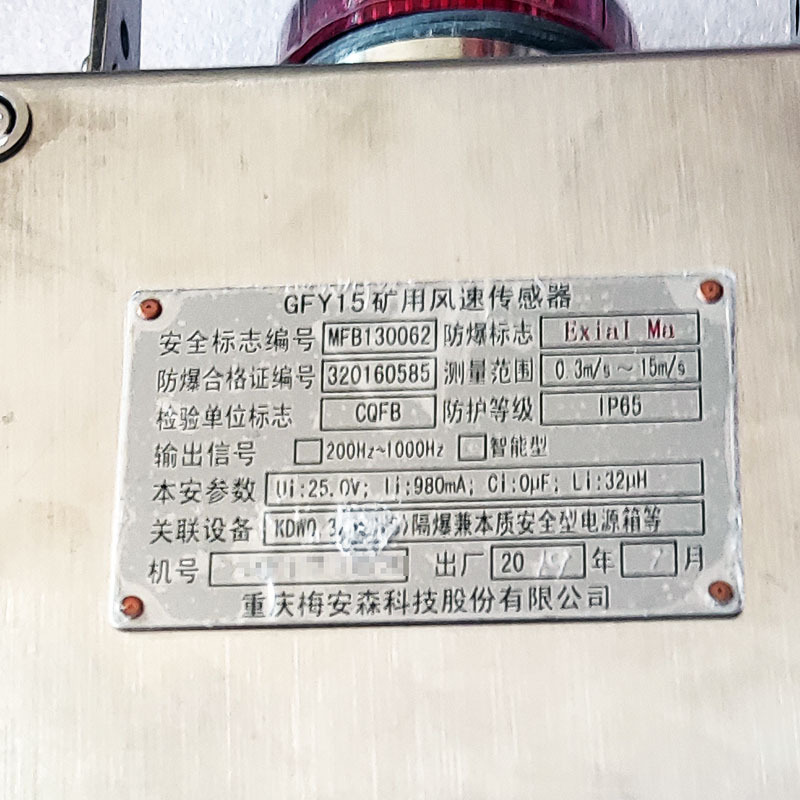 GFY15矿用风速传感器
安全标志编号 MFB130062 防爆标志 ExiaI Ma
防爆合格证编号 320160585 测量范围 0.3m/s~15m/s
检验单位标志 CQFB 防护等级 IP65
输出信号 200Hz~1000Hz 智能型
本安参数 Ui:25.0V; Ii:980mA; Ci:0μF; Li:32μH
关联设备 隔爆兼本质安全型电源箱等
机号 出厂 20 年 月
重庆梅安森科技股份有限公司